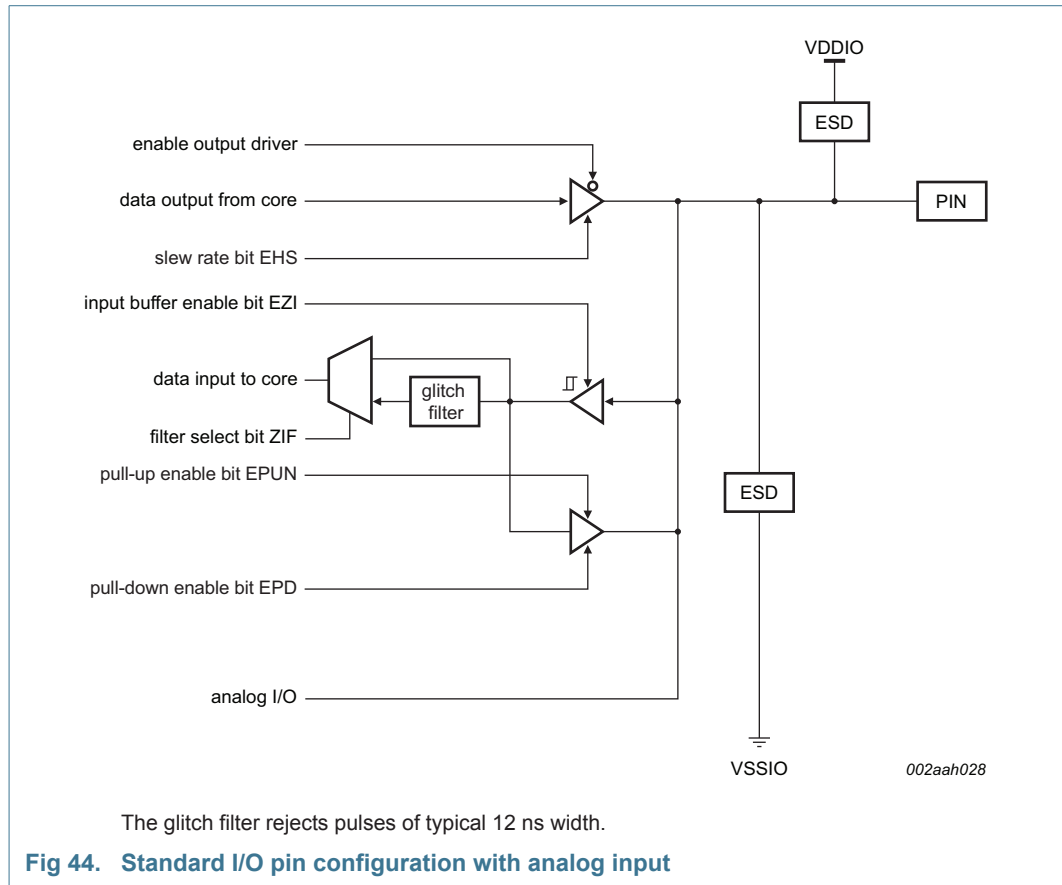 VDDIO
ESD
enable output driver
data output from core
PIN
slew rate bit EHS
input buffer enable bit EZI
data input to core
glitch
filter
filter select bit ZIF
pull-up enable bit EPUN
ESD
pull-down enable bit EPD
analog I/O
VSSIO
002aah028
The glitch filter rejects pulses of typical 12 ns width.
Fig 44. Standard I/O pin configuration with analog input